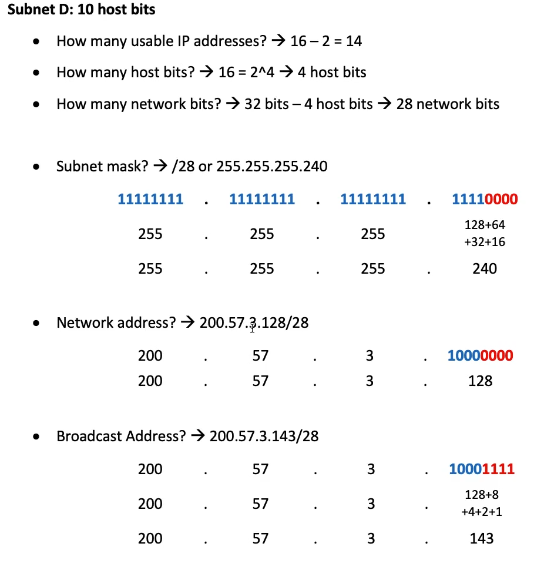 Subnet D: 10 host bits
• How many usable IP addresses? → 16 – 2 = 14
• How many host bits? → 16 = 2^4 → 4 host bits
• How many network bits? → 32 bits – 4 host bits → 28 network bits
• Subnet mask? → /28 or 255.255.255.240
11111111 . 11111111 . 11111111 . 11110000
255 . 255 . 255 128+64
+32+16
255 . 255 . 255 . 240
• Network address? → 200.57.3.128/28
200 . 57 . 3 . 10000000
200 . 57 . 3 . 128
• Broadcast Address? → 200.57.3.143/28
200 . 57 . 3 . 10001111
200 . 57 . 3 . 128+8
+4+2+1
200 . 57 . 3 . 143